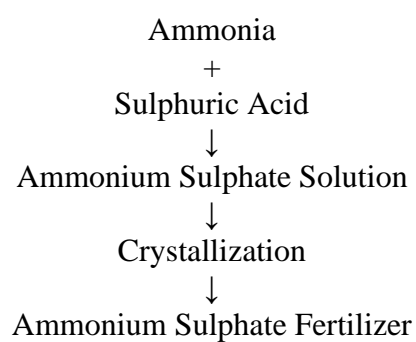 Ammonia
+
Sulphuric Acid
↓
Ammonium Sulphate Solution
↓
Crystallization
↓
Ammonium Sulphate Fertilizer